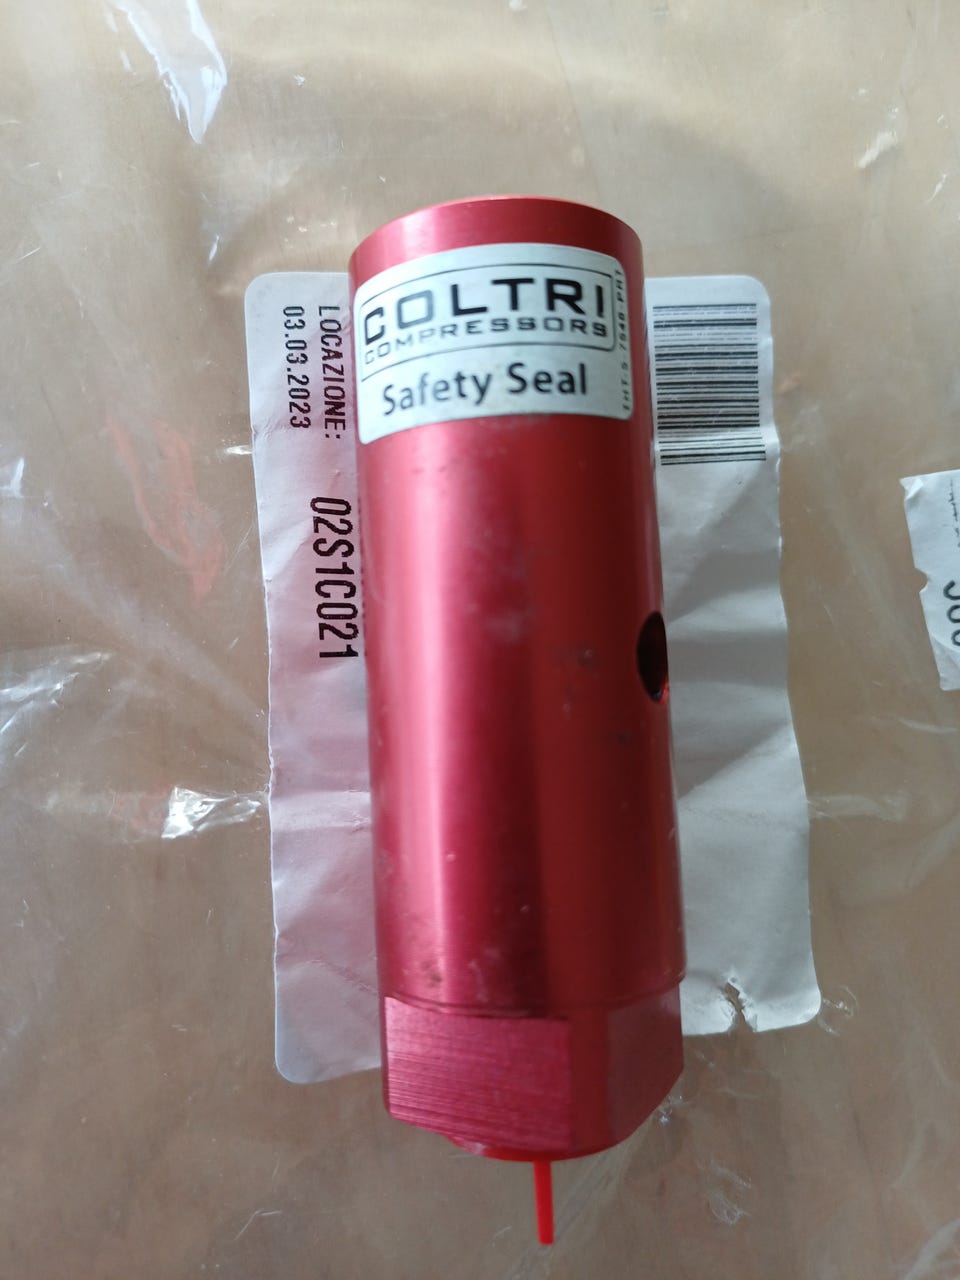 COLTRI
COMPRESSORS
Safety Seal
LOCAZIONE:
03.03.2023
02S1C021